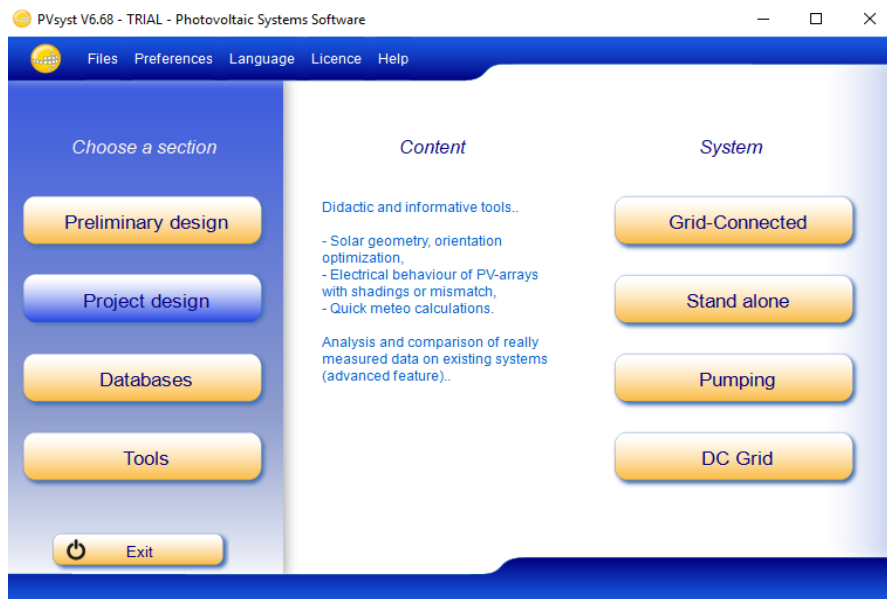 PVsyst V6.68 - TRIAL - Photovoltaic Systems Software
Files Preferences Language Licence Help
Choose a section
Preliminary design
Project design
Databases
Tools
Exit
Content
Didactic and informative tools..
- Solar geometry, orientation
optimization,
- Electrical behaviour of PV-arrays
with shadings or mismatch,
- Quick meteo calculations.
Analysis and comparison of really
measured data on existing systems
(advanced feature)..
System
Grid-Connected
Stand alone
Pumping
DC Grid